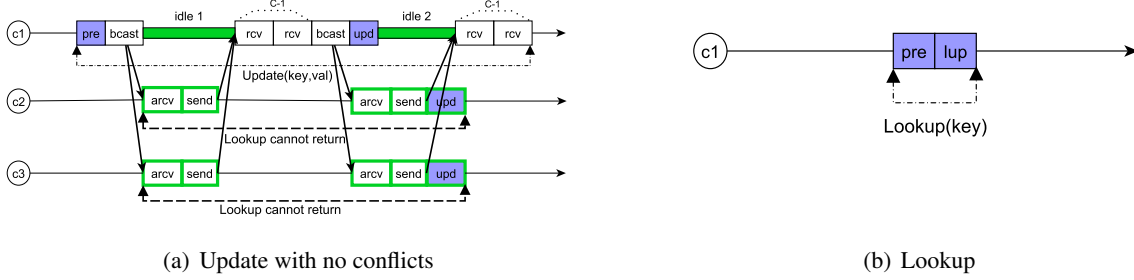 idle 1
C-1
idle 2
C-1
c1
pre
bcast
rcv
rcv
bcast
upd
rcv
rcv
Update(key,val)
c2
arcv
send
arcv
send
upd
Lookup cannot return
c3
arcv
send
arcv
send
upd
Lookup cannot return
(a) Update with no conflicts
c1
pre
lup
Lookup(key)
(b) Lookup